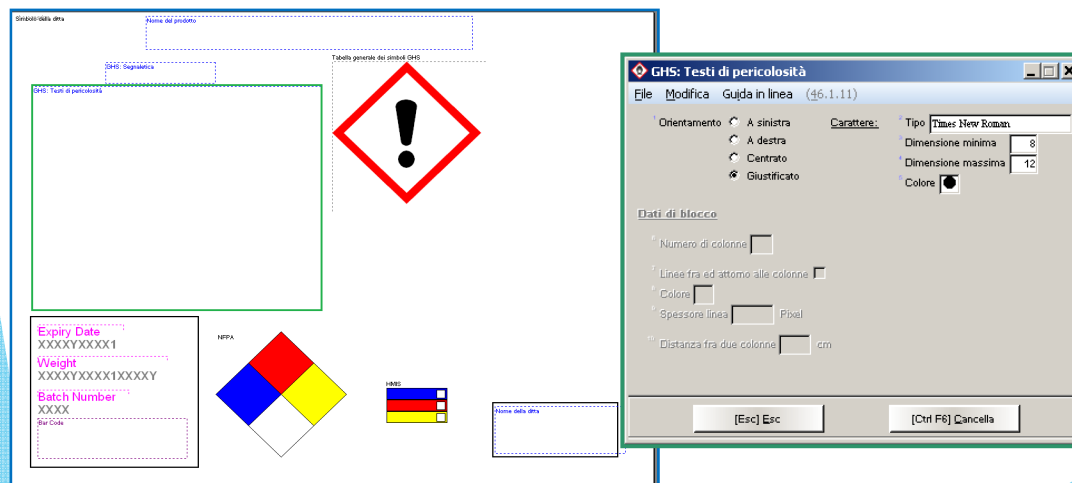 Simbolo della ditta
Nome del prodotto
GHS: Segnaletica
Tabella generale dei simboli GHS
GHS: Testi di pericolosità
Expiry Date
XXXXYXXXX1
Weight
XXXXYXXXX1XXXXY
Batch Number
XXXX
Bar Code
NFPA
HMIS
Nome della ditta
GHS: Testi di pericolosità
File Modifica Guida in linea (46.1.11)
Orientamento A sinistra
A destra
Centrato
Giustificato
Carattere: Tipo Times New Roman
Dimensione minima 8
Dimensione massima 12
Colore
Dati di blocco
Numero di colonne
Linee fra ed attorno alle colonne
Colore
Spessore linea Pixel
Distanza fra due colonne cm
[Esc] Esc
[Ctrl F6] Cancella